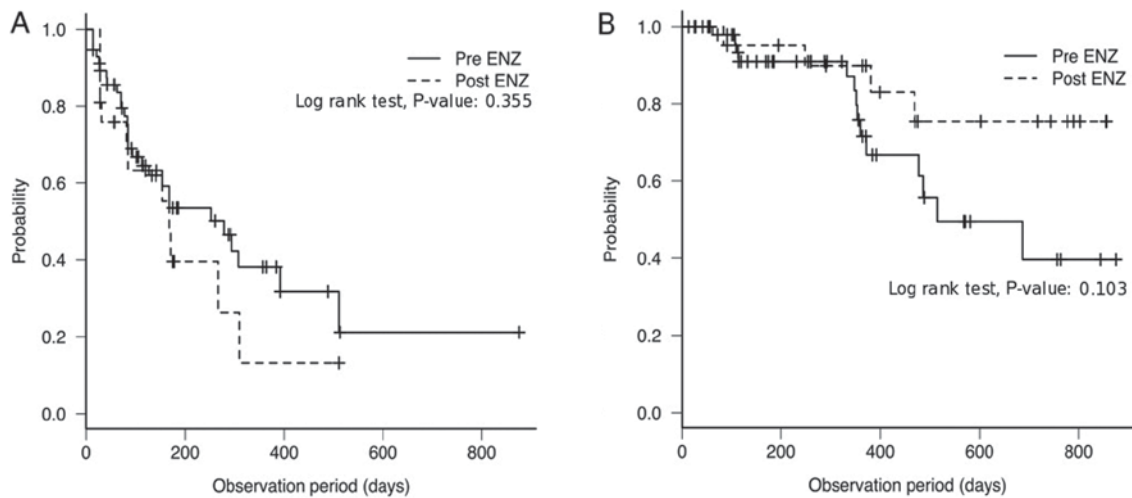 A
1.0
0.8
0.6
0.4
0.2
0.0
Probability
0 200 400 600 800
Observation period (days)
Pre ENZ
Post ENZ
Log rank test, P-value: 0.355
B
1.0
0.8
0.6
0.4
0.2
0.0
Probability
0 200 400 600 800
Observation period (days)
Pre ENZ
Post ENZ
Log rank test, P-value: 0.103